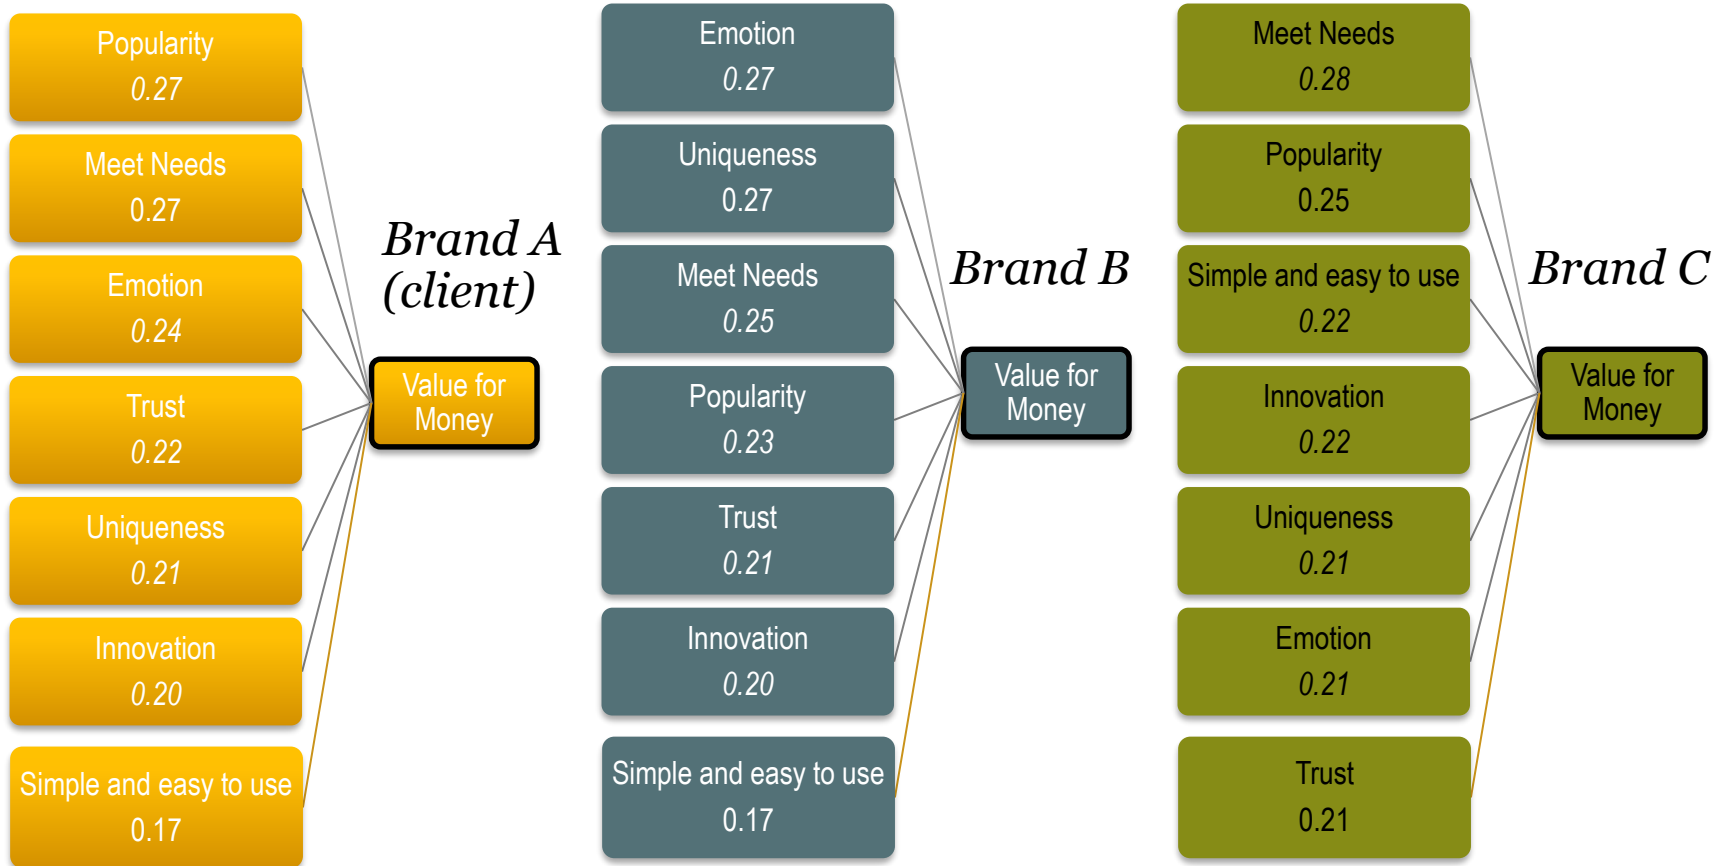 Popularity
0.27
Meet Needs
0.27
Emotion
0.24
Trust
0.22
Uniqueness
0.21
Innovation
0.20
Simple and easy to use
0.17
Brand A
(client)
Value for
Money
Emotion
0.27
Uniqueness
0.27
Meet Needs
0.25
Popularity
0.23
Trust
0.21
Innovation
0.20
Simple and easy to use
0.17
Brand B
Value for
Money
Meet Needs
0.28
Popularity
0.25
Simple and easy to use
0.22
Innovation
0.22
Uniqueness
0.21
Emotion
0.21
Trust
0.21
Brand C
Value for
Money